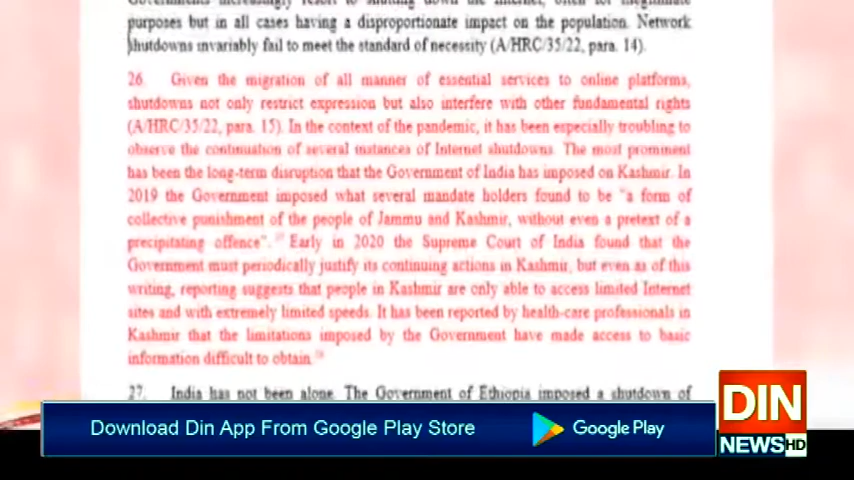 Governments increasingly resort to shutting down the Internet, often for illegitimate
purposes but in all cases having a disproportionate impact on the population. Network
shutdowns invariably fail to meet the standard of necessity (A/HRC/35/22, para. 14).
26. Given the migration of all manner of essential services to online platforms,
shutdowns not only restrict expression but also interfere with other fundamental rights
(A/HRC/35/22, para. 15). In the context of the pandemic, it has been especially troubling to
observe the continuation of several instances of Internet shutdowns. The most prominent
has been the long-term disruption that the Government of India has imposed on Kashmir. In
2019 the Government imposed what several mandate holders found to be "a form of
collective punishment of the people of Jammu and Kashmir, without even a pretext of a
precipitating offence". Early in 2020 the Supreme Court of India found that the
Government must periodically justify its continuing actions in Kashmir, but even as of this
writing, reporting suggests that people in Kashmir are only able to access limited Internet
sites and with extremely limited speeds. It has been reported by health-care professionals in
Kashmir that the limitations imposed by the Government have made access to basic
information difficult to obtain.
27. India has not been alone. The Government of Ethiopia imposed a shutdown of
Download Din App From Google Play Store
Google Play
DIN
NEWS HD